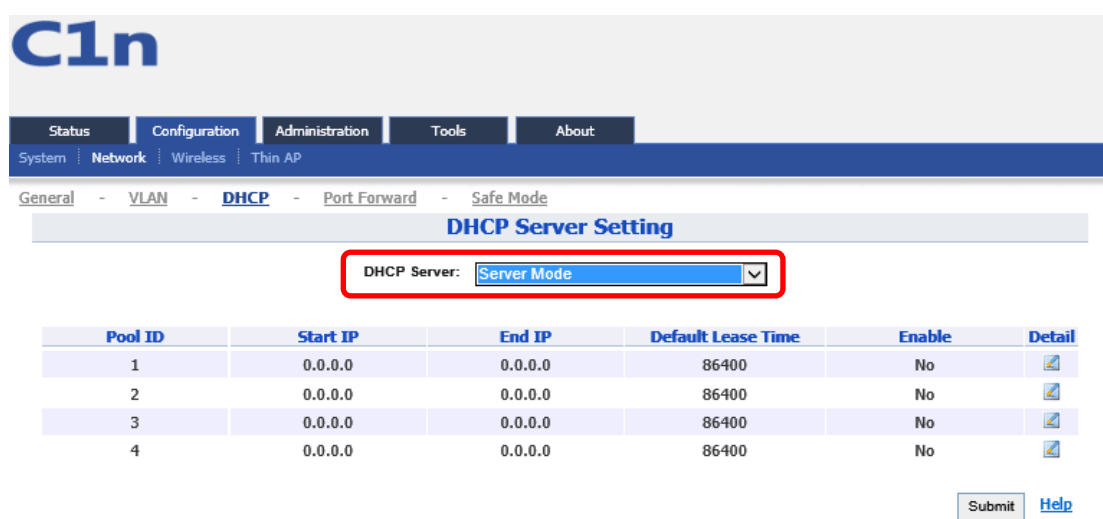 C1n
Status Configuration Administration Tools About
System Network Wireless Thin AP
General - VLAN - DHCP - Port Forward - Safe Mode
DHCP Server Setting
DHCP Server: Server Mode
Pool ID Start IP End IP Default Lease Time Enable Detail
1 0.0.0.0 0.0.0.0 86400 No
2 0.0.0.0 0.0.0.0 86400 No
3 0.0.0.0 0.0.0.0 86400 No
4 0.0.0.0 0.0.0.0 86400 No
Submit Help